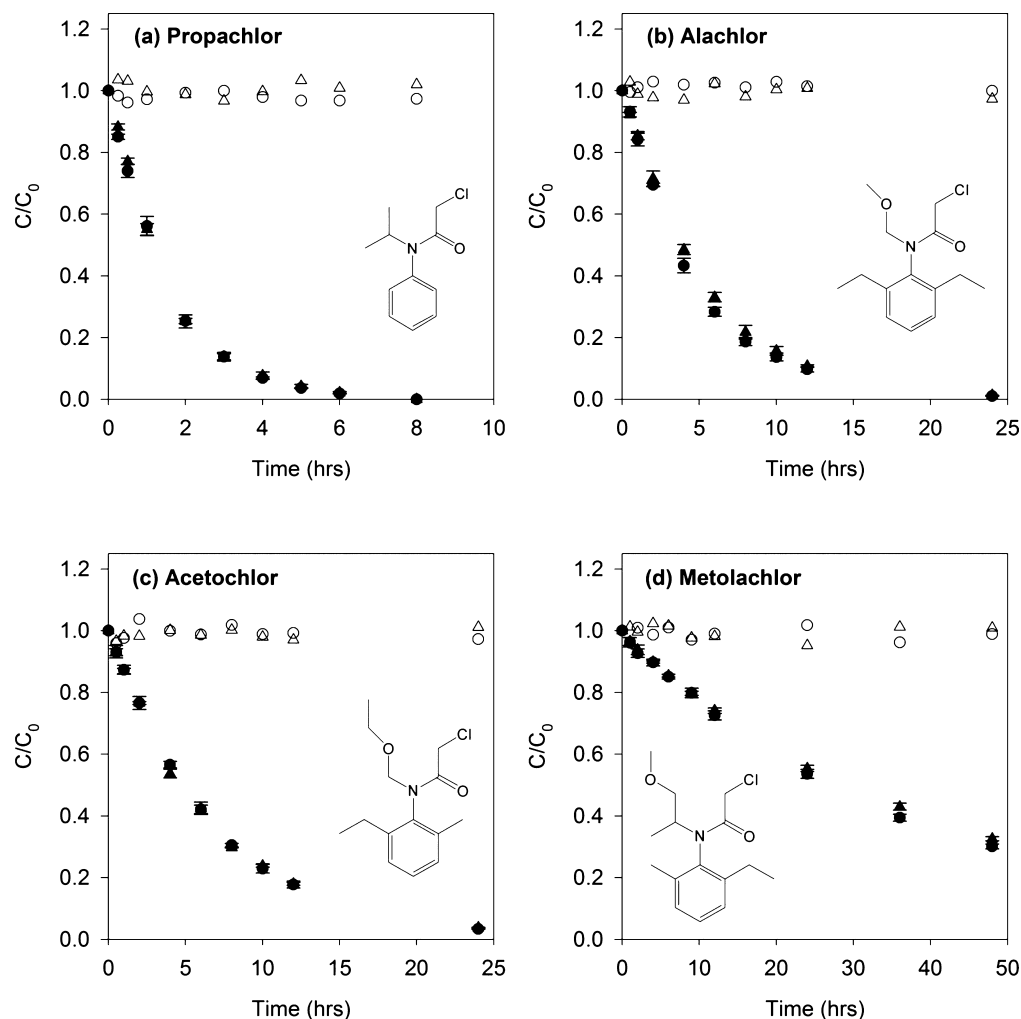 (a) Propachlor
C/C0
1.2
1.0
0.8
0.6
0.4
0.2
0.0
0 2 4 6 8 10
Time (hrs)
Cl
N
O
(b) Alachlor
C/C0
1.2
1.0
0.8
0.6
0.4
0.2
0.0
0 5 10 15 20 25
Time (hrs)
O
Cl
N
O
(c) Acetochlor
C/C0
1.2
1.0
0.8
0.6
0.4
0.2
0.0
0 5 10 15 20 25
Time (hrs)
O
Cl
N
O
(d) Metolachlor
C/C0
1.2
1.0
0.8
0.6
0.4
0.2
0.0
0 10 20 30 40 50
Time (hrs)
O
Cl
N
O